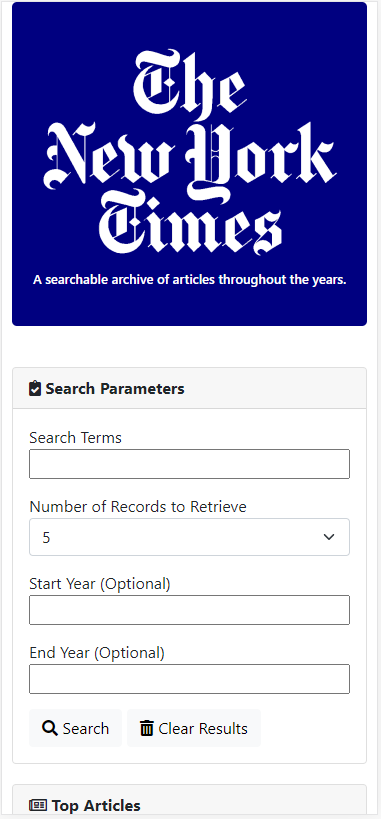 The
New York
Times
A searchable archive of articles throughout the years.
Search Parameters
Search Terms
Number of Records to Retrieve
5
Start Year (Optional)
End Year (Optional)
Search Clear Results
Top Articles